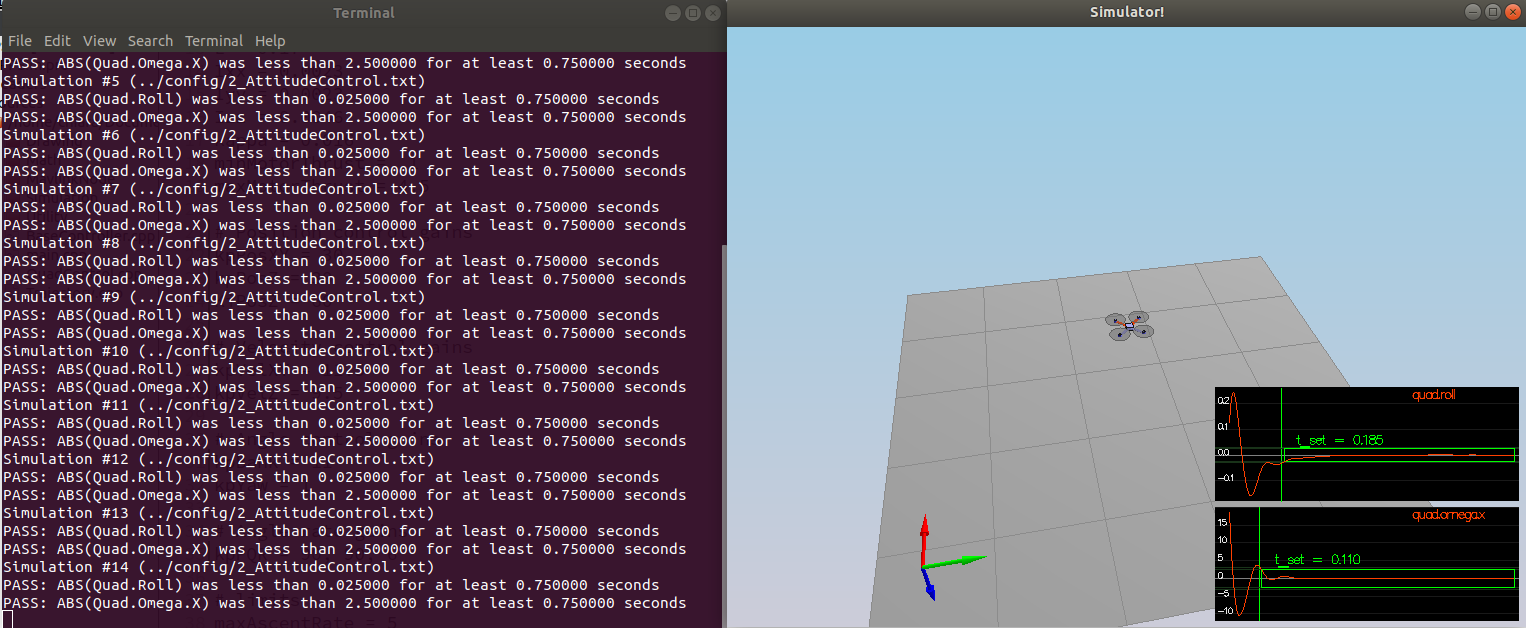 Terminal
File Edit View Search Terminal Help
PASS: ABS(Quad.Omega.X) was less than 2.500000 for at least 0.750000 seconds
Simulation #5 (../config/2_AttitudeControl.txt)
PASS: ABS(Quad.Roll) was less than 0.025000 for at least 0.750000 seconds
PASS: ABS(Quad.Omega.X) was less than 2.500000 for at least 0.750000 seconds
Simulation #6 (../config/2_AttitudeControl.txt)
PASS: ABS(Quad.Roll) was less than 0.025000 for at least 0.750000 seconds
PASS: ABS(Quad.Omega.X) was less than 2.500000 for at least 0.750000 seconds
Simulation #7 (../config/2_AttitudeControl.txt)
PASS: ABS(Quad.Roll) was less than 0.025000 for at least 0.750000 seconds
PASS: ABS(Quad.Omega.X) was less than 2.500000 for at least 0.750000 seconds
Simulation #8 (../config/2_AttitudeControl.txt)
PASS: ABS(Quad.Roll) was less than 0.025000 for at least 0.750000 seconds
PASS: ABS(Quad.Omega.X) was less than 2.500000 for at least 0.750000 seconds
Simulation #9 (../config/2_AttitudeControl.txt)
PASS: ABS(Quad.Roll) was less than 0.025000 for at least 0.750000 seconds
PASS: ABS(Quad.Omega.X) was less than 2.500000 for at least 0.750000 seconds
Simulation #10 (../config/2_AttitudeControl.txt)
PASS: ABS(Quad.Roll) was less than 0.025000 for at least 0.750000 seconds
PASS: ABS(Quad.Omega.X) was less than 2.500000 for at least 0.750000 seconds
Simulation #11 (../config/2_AttitudeControl.txt)
PASS: ABS(Quad.Roll) was less than 0.025000 for at least 0.750000 seconds
PASS: ABS(Quad.Omega.X) was less than 2.500000 for at least 0.750000 seconds
Simulation #12 (../config/2_AttitudeControl.txt)
PASS: ABS(Quad.Roll) was less than 0.025000 for at least 0.750000 seconds
PASS: ABS(Quad.Omega.X) was less than 2.500000 for at least 0.750000 seconds
Simulation #13 (../config/2_AttitudeControl.txt)
PASS: ABS(Quad.Roll) was less than 0.025000 for at least 0.750000 seconds
PASS: ABS(Quad.Omega.X) was less than 2.500000 for at least 0.750000 seconds
Simulation #14 (../config/2_AttitudeControl.txt)
PASS: ABS(Quad.Roll) was less than 0.025000 for at least 0.750000 seconds
PASS: ABS(Quad.Omega.X) was less than 2.500000 for at least 0.750000 seconds
maxAscentRate = 5
Simulator!
quad.roll
0.2
0.1
t_set = 0.185
0.0
-0.1
quad.omega.x
15
10
5
t_set = 0.110
0
-5
-10